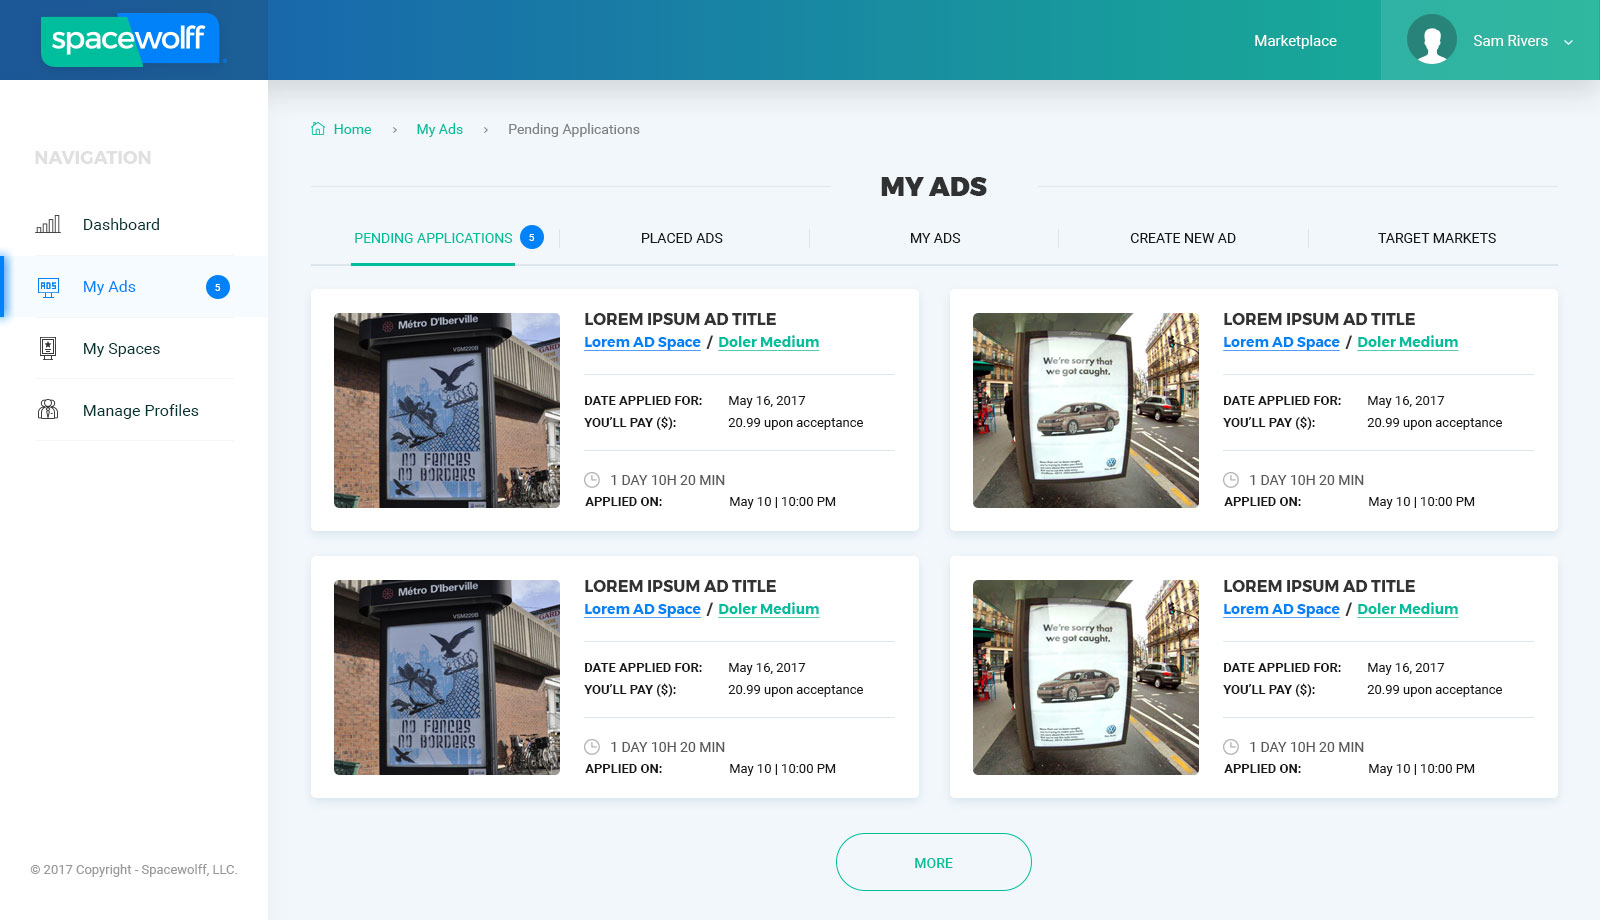 spacewolff
Marketplace
Sam Rivers
Home > My Ads > Pending Applications
NAVIGATION
Dashboard
My Ads 5
My Spaces
Manage Profiles
MY ADS
PENDING APPLICATIONS 5
PLACED ADS
MY ADS
CREATE NEW AD
TARGET MARKETS
Métro D'Iberville
VSM220B
NO FENCES
NO BORDERS
LOREM IPSUM AD TITLE
Lorem AD Space / Doler Medium
DATE APPLIED FOR: May 16, 2017
YOU'LL PAY ($): 20.99 upon acceptance
1 DAY 10H 20 MIN
APPLIED ON: May 10 | 10:00 PM
We're sorry that
we got caught.
LOREM IPSUM AD TITLE
Lorem AD Space / Doler Medium
DATE APPLIED FOR: May 16, 2017
YOU'LL PAY ($): 20.99 upon acceptance
1 DAY 10H 20 MIN
APPLIED ON: May 10 | 10:00 PM
Métro D'Iberville
VSM220B
NO FENCES
NO BORDERS
LOREM IPSUM AD TITLE
Lorem AD Space / Doler Medium
DATE APPLIED FOR: May 16, 2017
YOU'LL PAY ($): 20.99 upon acceptance
1 DAY 10H 20 MIN
APPLIED ON: May 10 | 10:00 PM
We're sorry that
we got caught.
LOREM IPSUM AD TITLE
Lorem AD Space / Doler Medium
DATE APPLIED FOR: May 16, 2017
YOU'LL PAY ($): 20.99 upon acceptance
1 DAY 10H 20 MIN
APPLIED ON: May 10 | 10:00 PM
MORE
© 2017 Copyright - Spacewolff, LLC.